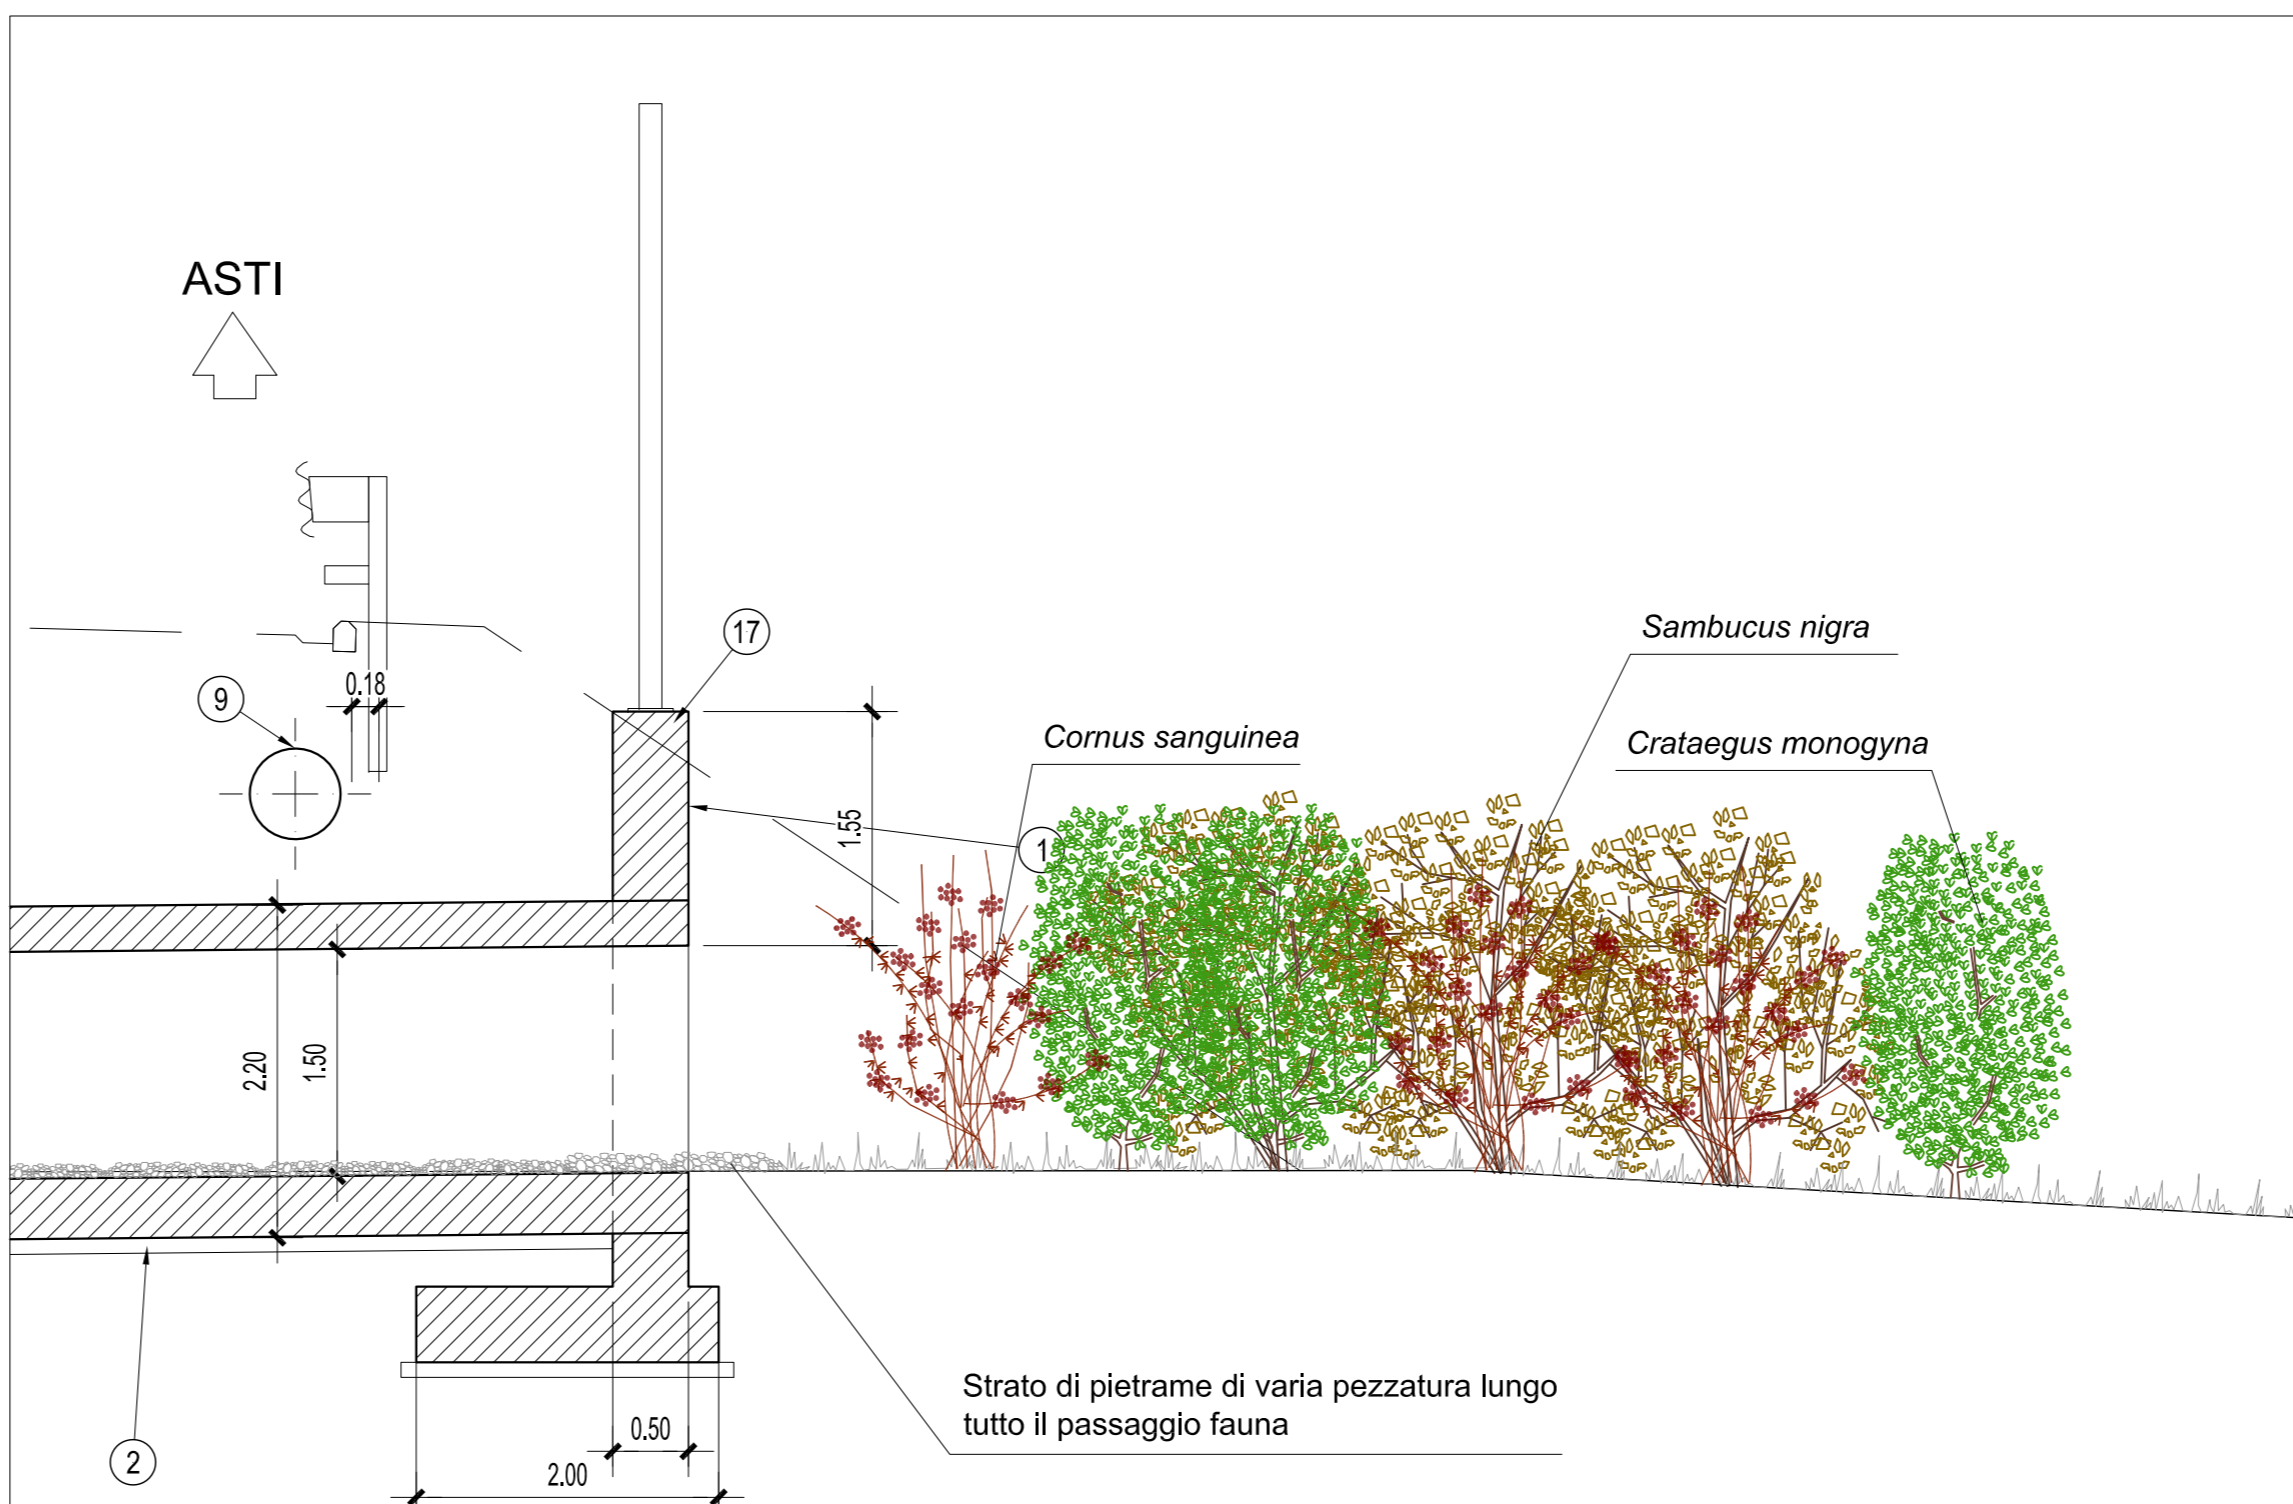 ASTI
17
Sambucus nigra
9
0.18
Cornus sanguinea
Crataegus monogyna
1.55
1
2.20
1.50
Strato di pietrame di varia pezzatura lungo
tutto il passaggio fauna
0.50
2
2.00